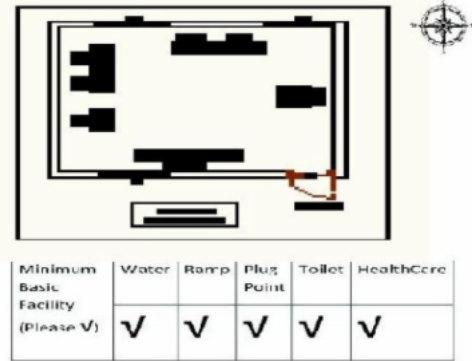 Minimum Basic Facility (Please √) Water Ramp Plug Point Toilet HealthCare
√ √ √ √ √